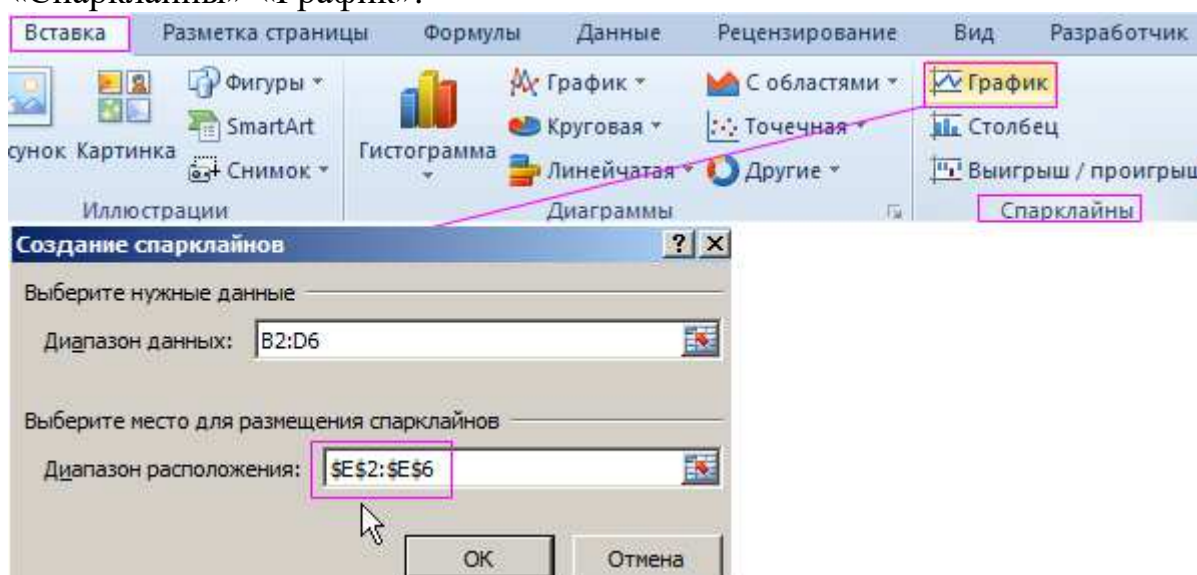 «Спарклайны»-«График».
Вставка Разметка страницы Формулы Данные Рецензирование Вид Разработчик
Фигуры График С областями График
SmartArt Круговая Точечная Столбец
сунок Картинка Снимок Гистограмма Линейчатая Другие Выигрыш / проигрыш
Иллюстрации Диаграммы Спарклайны
Создание спарклайнов ? X
Выберите нужные данные
Диапазон данных: B2:D6
Выберите место для размещения спарклайнов
Диапазон расположения: $E$2:$E$6
ОК Отмена